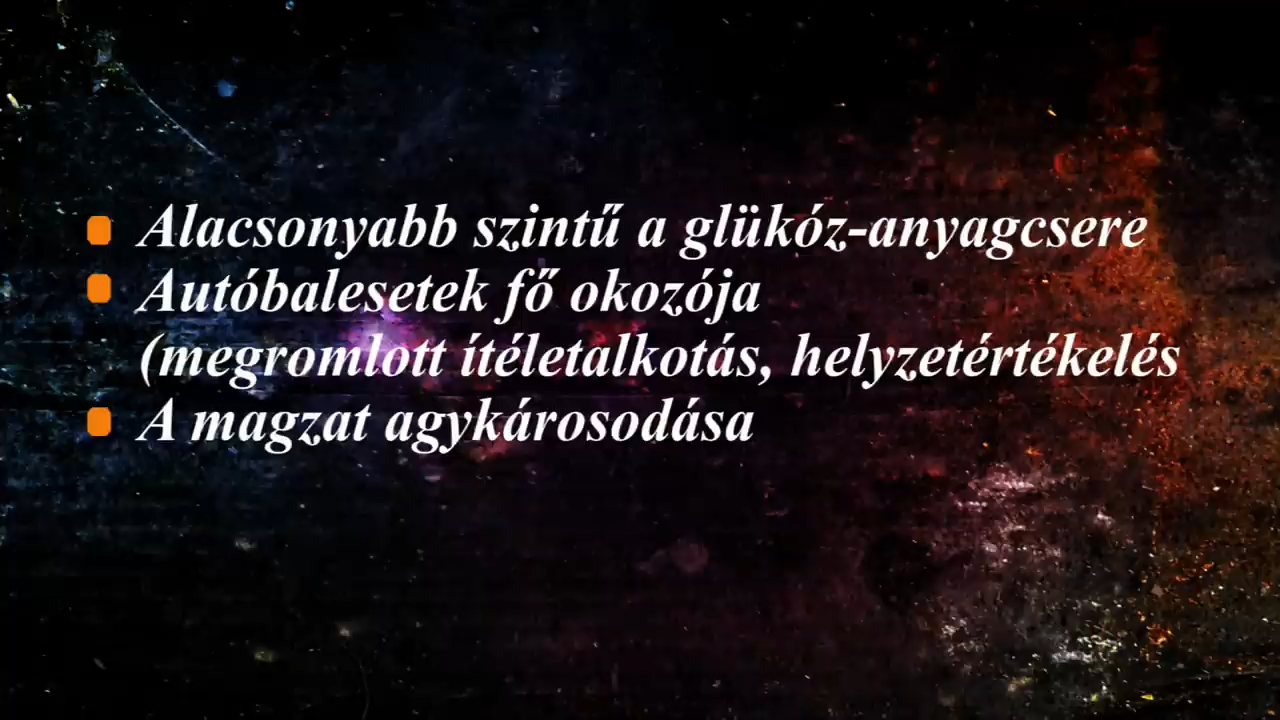 Alacsonyabb szintű a glükóz-anyagcsere
Autóbalesetek fő okozója
(megromlott ítéletalkotás, helyzetértékelés
A magzat agykárosodása